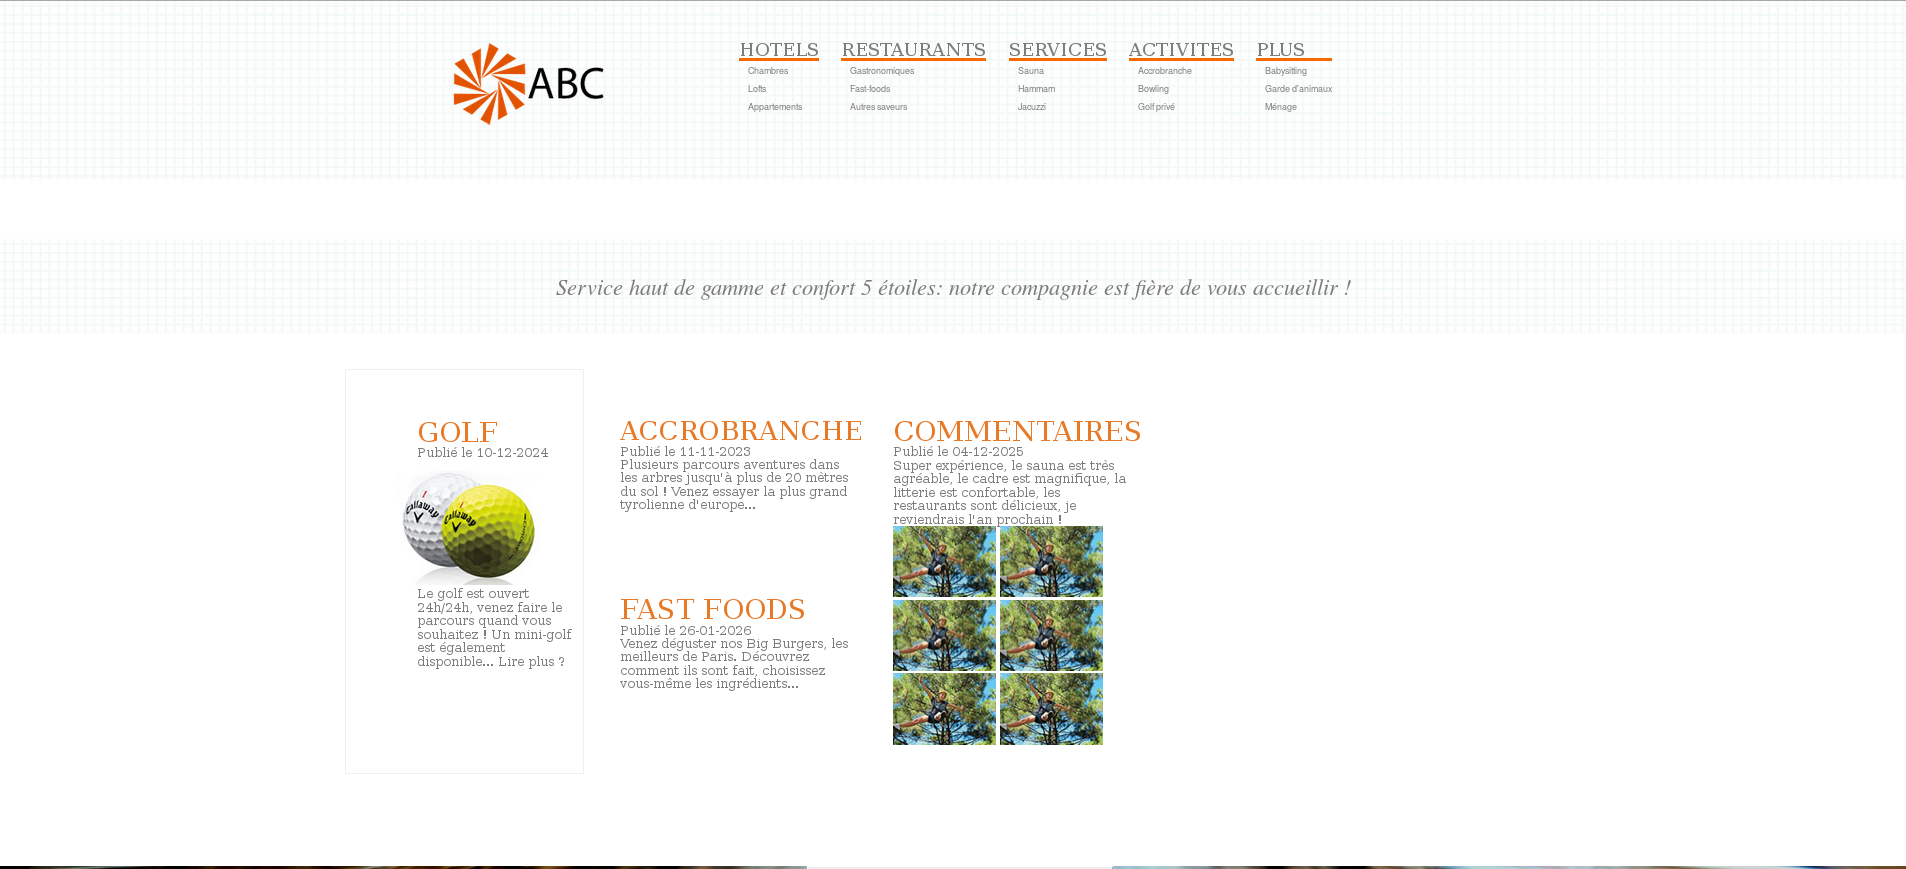 ABC
HOTELS
Chambres
Lofts
Appartements
RESTAURANTS
Gastronomiques
Fast-foods
Autres saveurs
SERVICES
Sauna
Hammam
Jacuzzi
ACTIVITES
Accrobranche
Bowling
Golf privé
PLUS
Babysitting
Garde d'animaux
Ménage
Service haut de gamme et confort 5 étoiles: notre compagnie est fière de vous accueillir !
GOLF
Publié le 10-12-2024
Callaway
Callaway
Le golf est ouvert
24h/24h, venez faire le
parcours quand vous
souhaitez ! Un mini-golf
est également
disponible... Lire plus ?
ACCROBRANCHE
Publié le 11-11-2023
Plusieurs parcours aventures dans
les arbres jusqu'à plus de 20 mètres
du sol ! Venez essayer la plus grand
tyrolienne d'europe...
FAST FOODS
Publié le 26-01-2026
Venez déguster nos Big Burgers, les
meilleurs de Paris. Découvrez
comment ils sont fait, choisissez
vous-même les ingrédients...
COMMENTAIRES
Publié le 04-12-2025
Super expérience, le sauna est très
agréable, le cadre est magnifique, la
litterie est confortable, les
restaurants sont délicieux, je
reviendrais l'an prochain !